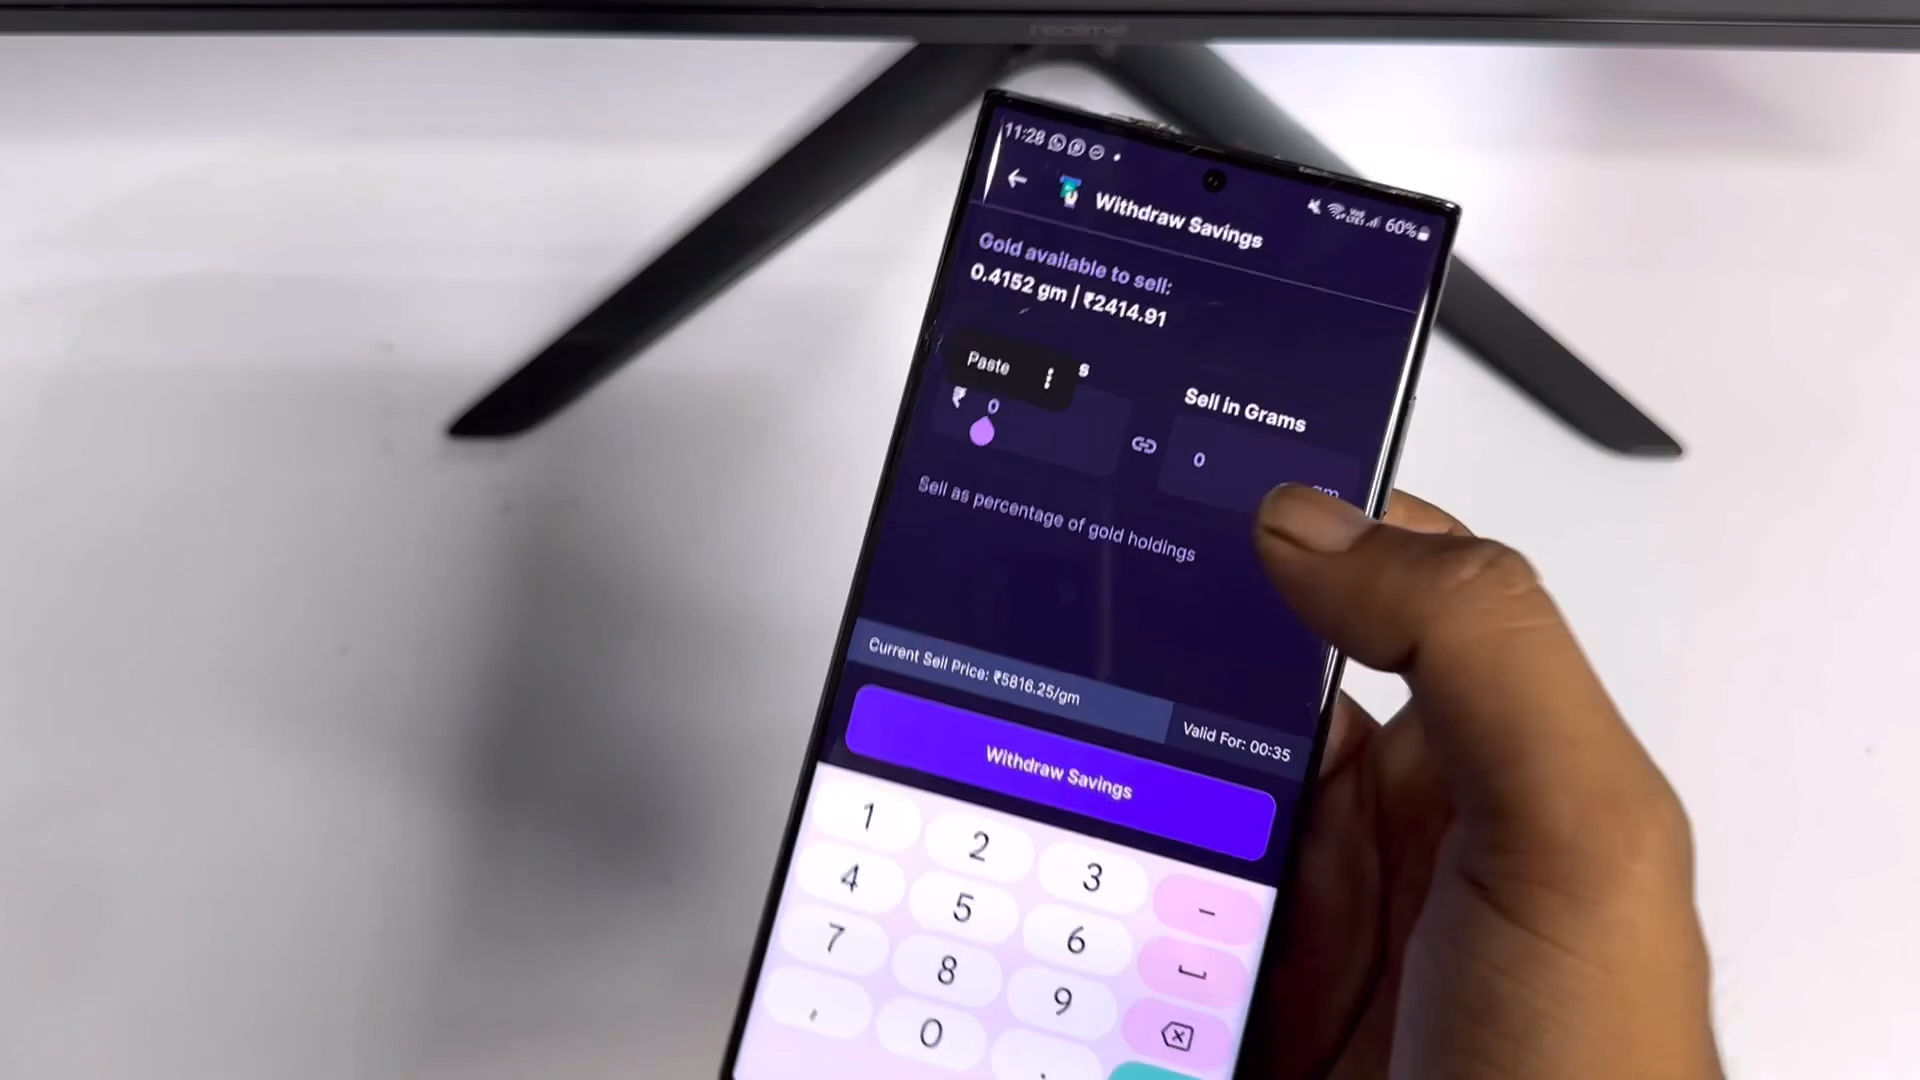 realme
11:28
60%
Withdraw Savings
Gold available to sell:
0.4152 gm | ₹2414.91
Paste
s
Sell in Grams
₹ 0
0
gm
Sell as percentage of gold holdings
Current Sell Price: ₹5816.25/gm
Valid For: 00:35
Withdraw Savings
1 2 3 -
4 5 6
7 8 9
, 0 .